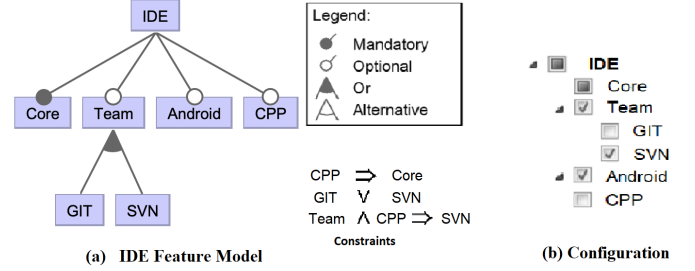 IDE
Core
Team
Android
CPP
GIT
SVN
Legend:
Mandatory
Optional
Or
Alternative
CPP ⇒ Core
GIT ∨ SVN
Team ∧ CPP ⇒ SVN
Constraints
(a) IDE Feature Model
IDE
Core
Team
GIT
SVN
Android
CPP
(b) Configuration